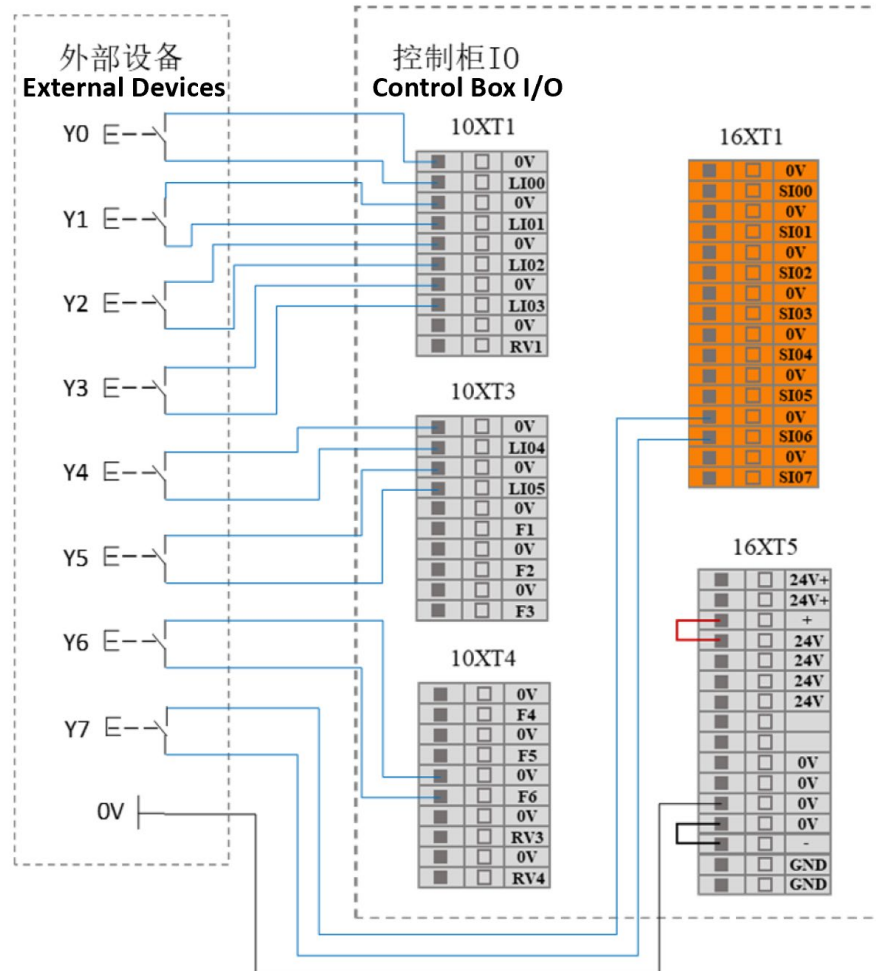 外部设备
External Devices
Y0
Y1
Y2
Y3
Y4
Y5
Y6
Y7
0V
控制柜IO
Control Box I/O
10XT1
0V
LI00
0V
LI01
0V
LI02
0V
LI03
0V
RV1
10XT3
0V
LI04
0V
LI05
0V
F1
0V
F2
0V
F3
10XT4
0V
F4
0V
F5
0V
F6
0V
RV3
0V
RV4
16XT1
0V
SI00
0V
SI01
0V
SI02
0V
SI03
0V
SI04
0V
SI05
0V
SI06
0V
SI07
16XT5
24V+
24V+
+
24V
24V
24V
24V
0V
0V
0V
0V
-
GND
GND